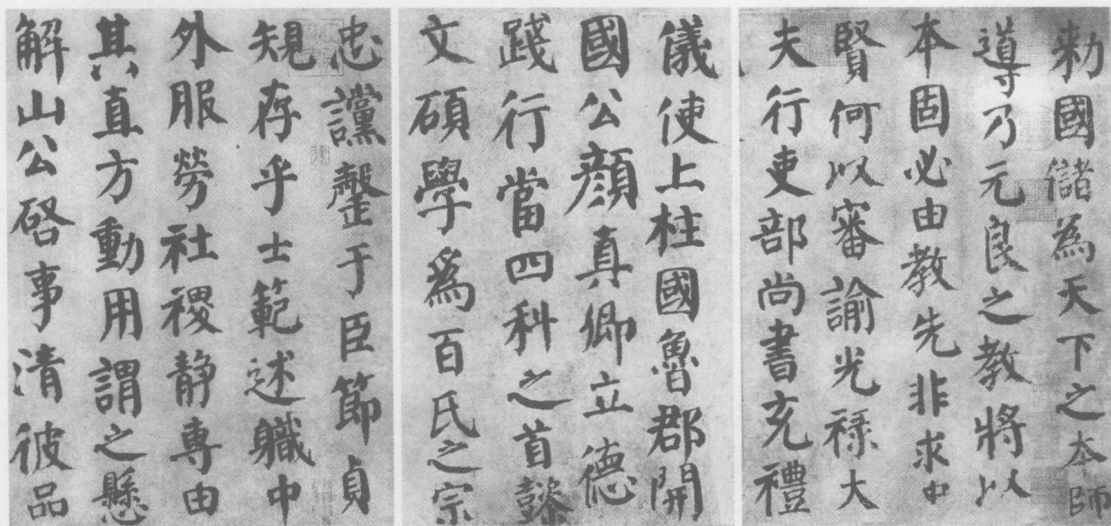 勑國儲為天下之本師
導乃元良之教將以
本固必由教先非求中
賢何以審諭光祿大
夫行吏部尚書充禮
儀使上柱國魯郡開
國公顏真卿立德
踐行當四科之首懿
文碩學爲百氏之宗
忠讜罄于臣節貞
規存乎士範述職中
外服勞社稷静專由
其直方動用謂之懸
解山公啓事清彼品